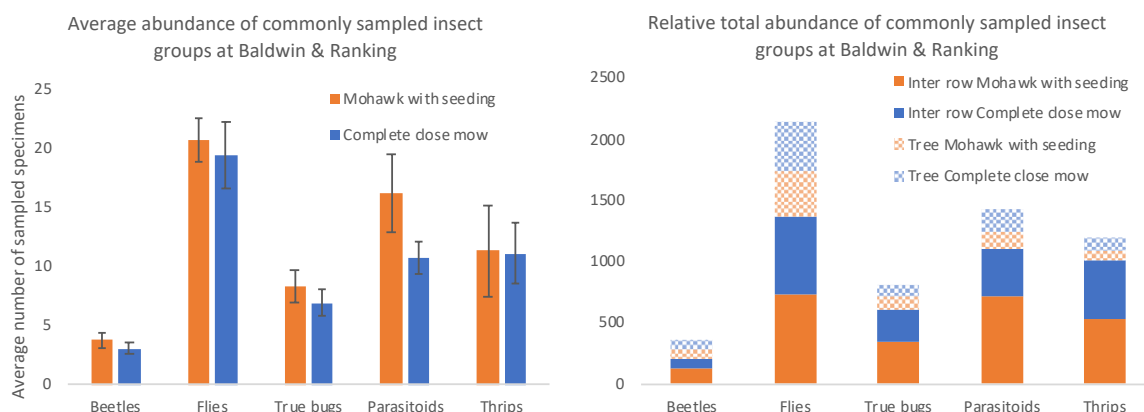 Average abundance of commonly sampled insect
groups at Baldwin & Ranking
Average number of sampled specimens
25
20
15
10
5
0
Mohawk with seeding
Complete close mow
Beetles Flies True bugs Parasitoids Thrips
Relative total abundance of commonly sampled insect
groups at Baldwin & Ranking
2500
2000
1500
1000
500
0
Inter row Mohawk with seeding
Inter row Complete close mow
Tree Mohawk with seeding
Tree Complete close mow
Beetles Flies True bugs Parasitoids Thrips